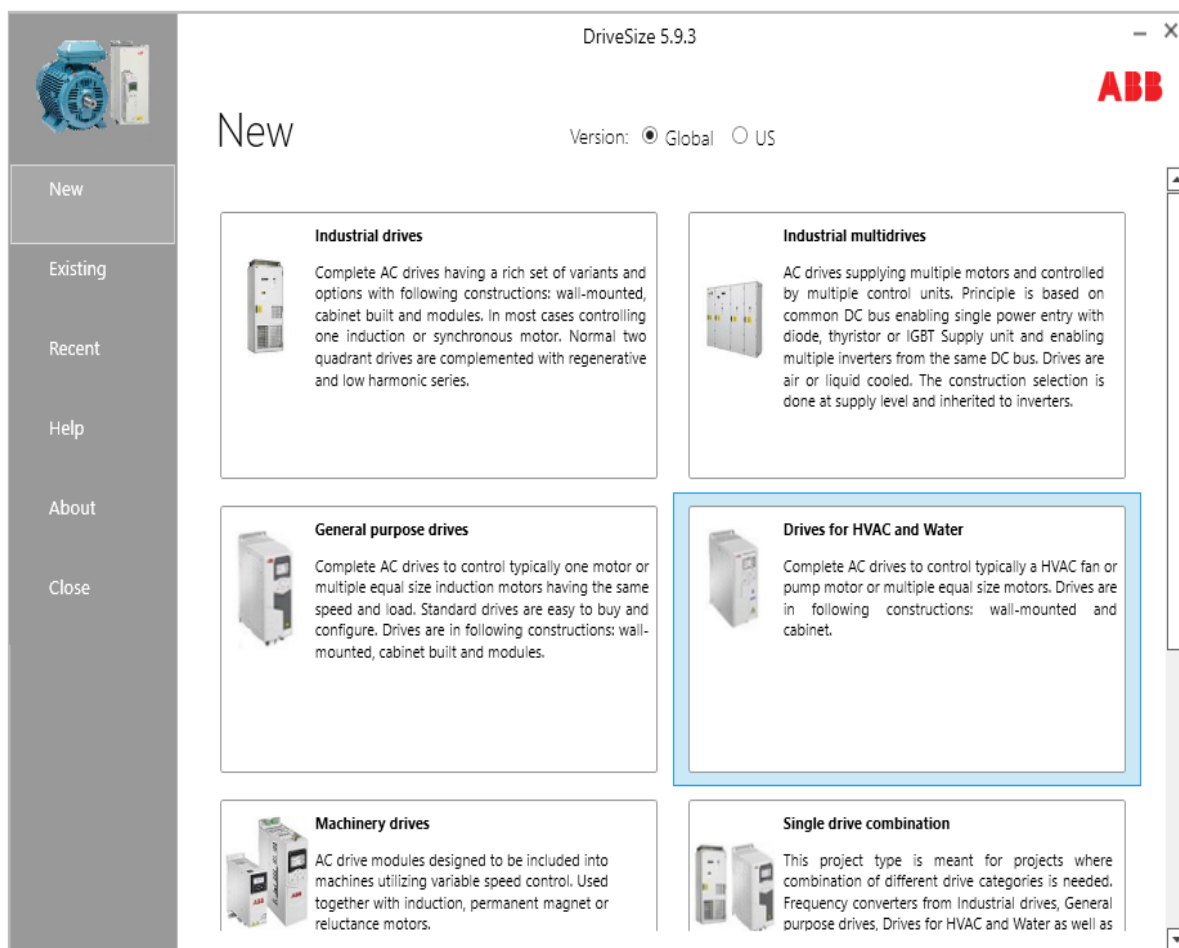 DriveSize 5.9.3
ABB
New
Version: Global US
New
Existing
Recent
Help
About
Close
Industrial drives
Complete AC drives having a rich set of variants and
options with following constructions: wall-mounted,
cabinet built and modules. In most cases controlling
one induction or synchronous motor. Normal two
quadrant drives are complemented with regenerative
and low harmonic series.
Industrial multidrives
AC drives supplying multiple motors and controlled
by multiple control units. Principle is based on
common DC bus enabling single power entry with
diode, thyristor or IGBT Supply unit and enabling
multiple inverters from the same DC bus. Drives are
air or liquid cooled. The construction selection is
done at supply level and inherited to inverters.
General purpose drives
Complete AC drives to control typically one motor or
multiple equal size induction motors having the same
speed and load. Standard drives are easy to buy and
configure. Drives are in following constructions: wall-
mounted, cabinet built and modules.
Drives for HVAC and Water
Complete AC drives to control typically a HVAC fan or
pump motor or multiple equal size motors. Drives are
in following constructions: wall-mounted and
cabinet.
Machinery drives
AC drive modules designed to be included into
machines utilizing variable speed control. Used
together with induction, permanent magnet or
reluctance motors.
ABB
ABB
Single drive combination
This project type is meant for projects where
combination of different drive categories is needed.
Frequency converters from Industrial drives, General
purpose drives, Drives for HVAC and Water as well as